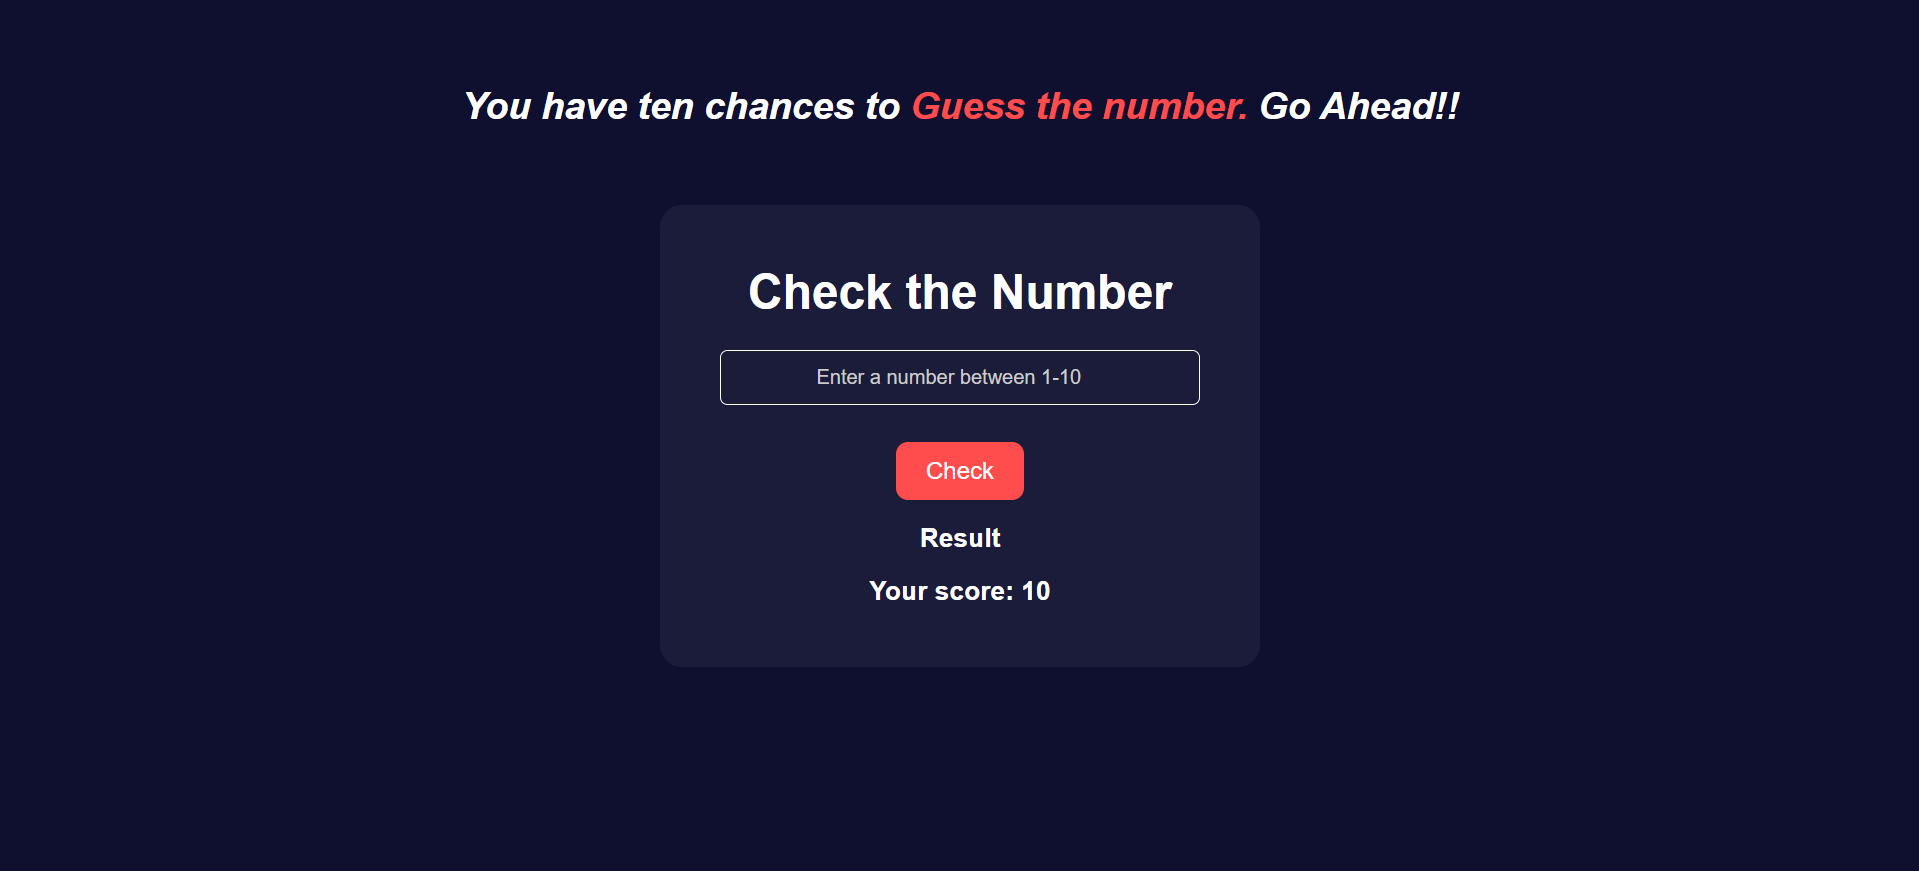 You have ten chances to Guess the number. Go Ahead!!
Check the Number
Enter a number between 1-10
Check
Result
Your score: 10